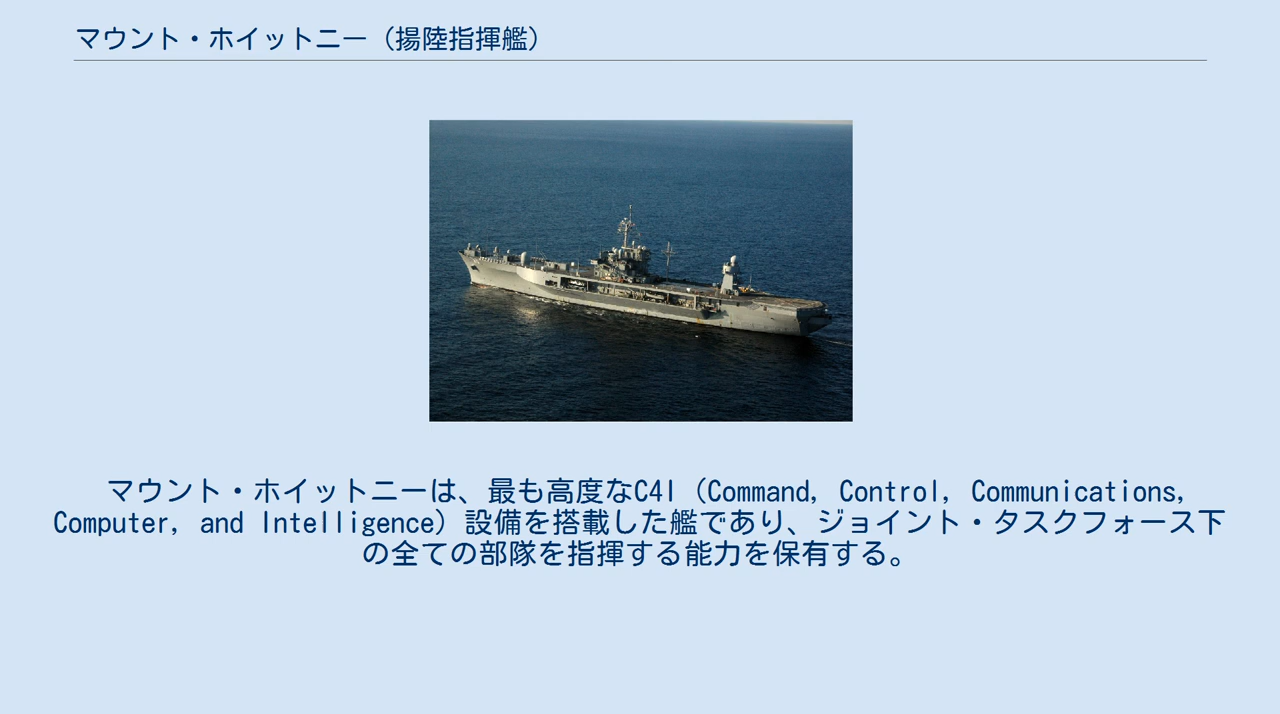 マウント・ホイットニー（揚陸指揮艦）
マウント・ホイットニーは、最も高度なC4I（Command, Control, Communications,
Computer, and Intelligence）設備を搭載した艦であり、ジョイント・タスクフォース下
の全ての部隊を指揮する能力を保有する。